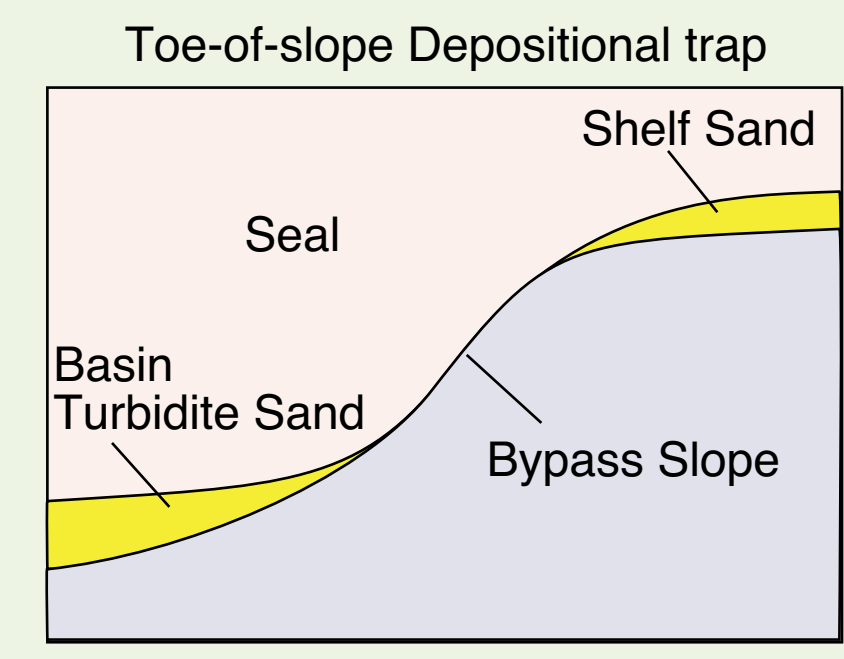 Toe-of-slope Depositional trap
Shelf Sand
Seal
Basin
Turbidite Sand
Bypass Slope